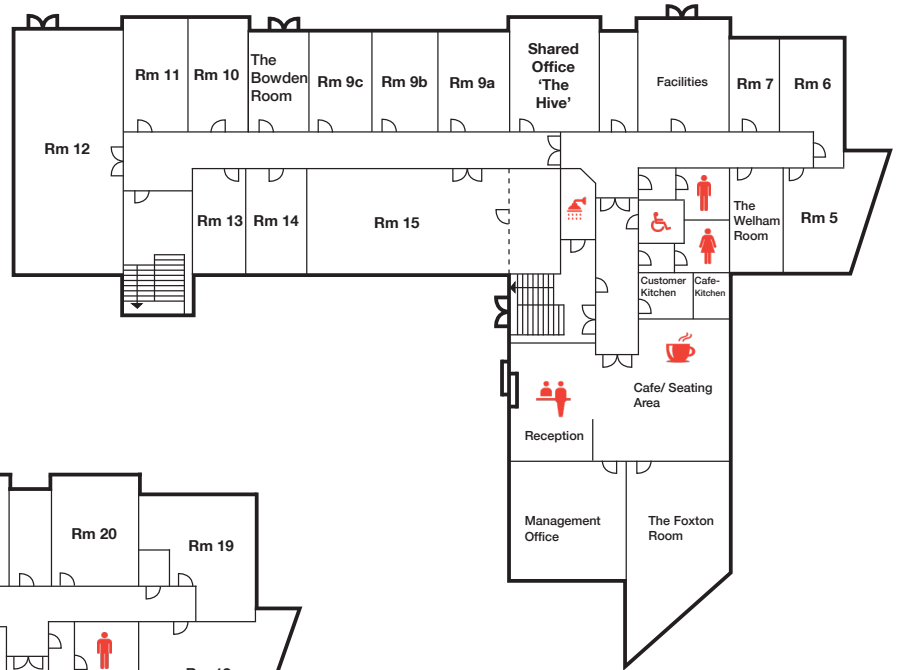 Rm 11
Rm 10
The
Bowden
Room
Rm 9c
Rm 9b
Rm 9a
Shared
Office
‘The
Hive’
Facilities
Rm 7
Rm 6
Rm 12
Rm 13
Rm 14
Rm 15
The
Welham
Room
Rm 5
Customer
Kitchen
Cafe-
Kitchen
Cafe/ Seating
Area
Reception
Management
Office
The Foxton
Room
Rm 20
Rm 19